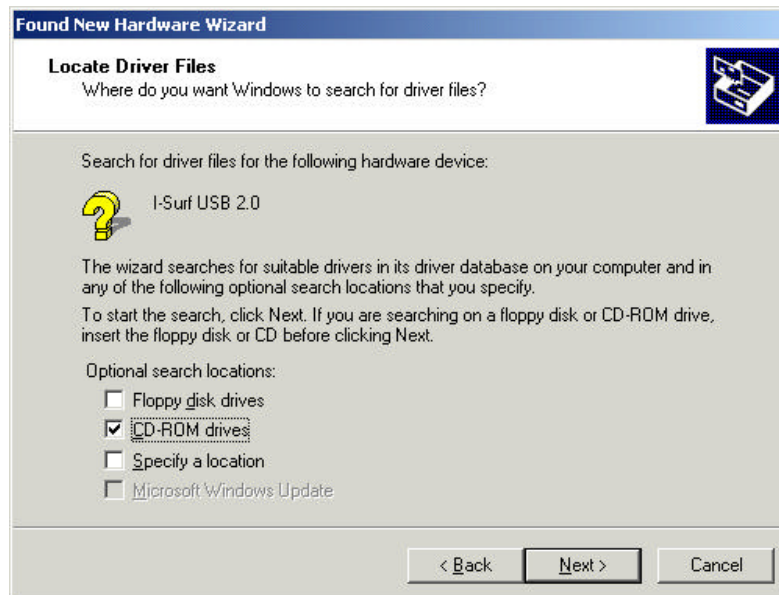 Found New Hardware Wizard
Locate Driver Files
Where do you want Windows to search for driver files?
Search for driver files for the following hardware device:
I-Surf USB 2.0
The wizard searches for suitable drivers in its driver database on your computer and in
any of the following optional search locations that you specify.
To start the search, click Next. If you are searching on a floppy disk or CD-ROM drive,
insert the floppy disk or CD before clicking Next.
Optional search locations:
Floppy disk drives
CD-ROM drives
Specify a location
Microsoft Windows Update
< Back Next > Cancel